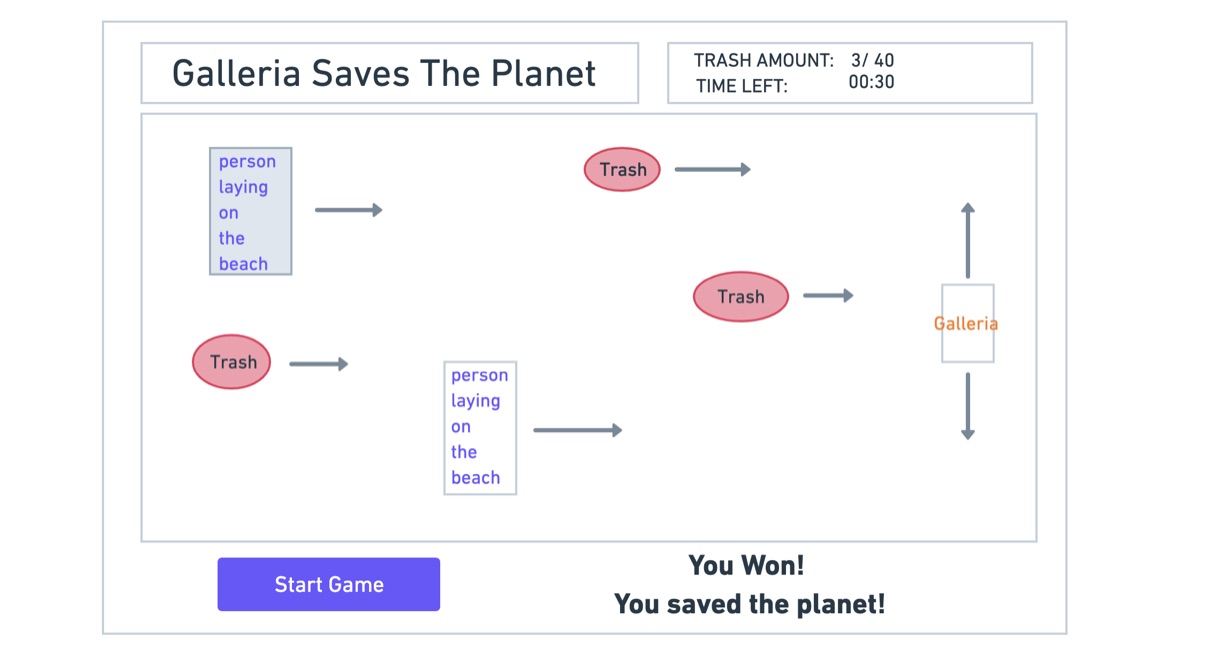 Galleria Saves The Planet
TRASH AMOUNT: 3/ 40
TIME LEFT: 00:30
person
laying
on
the
beach
Trash
Trash
Galleria
Trash
person
laying
on
the
beach
Start Game
You Won!
You saved the planet!